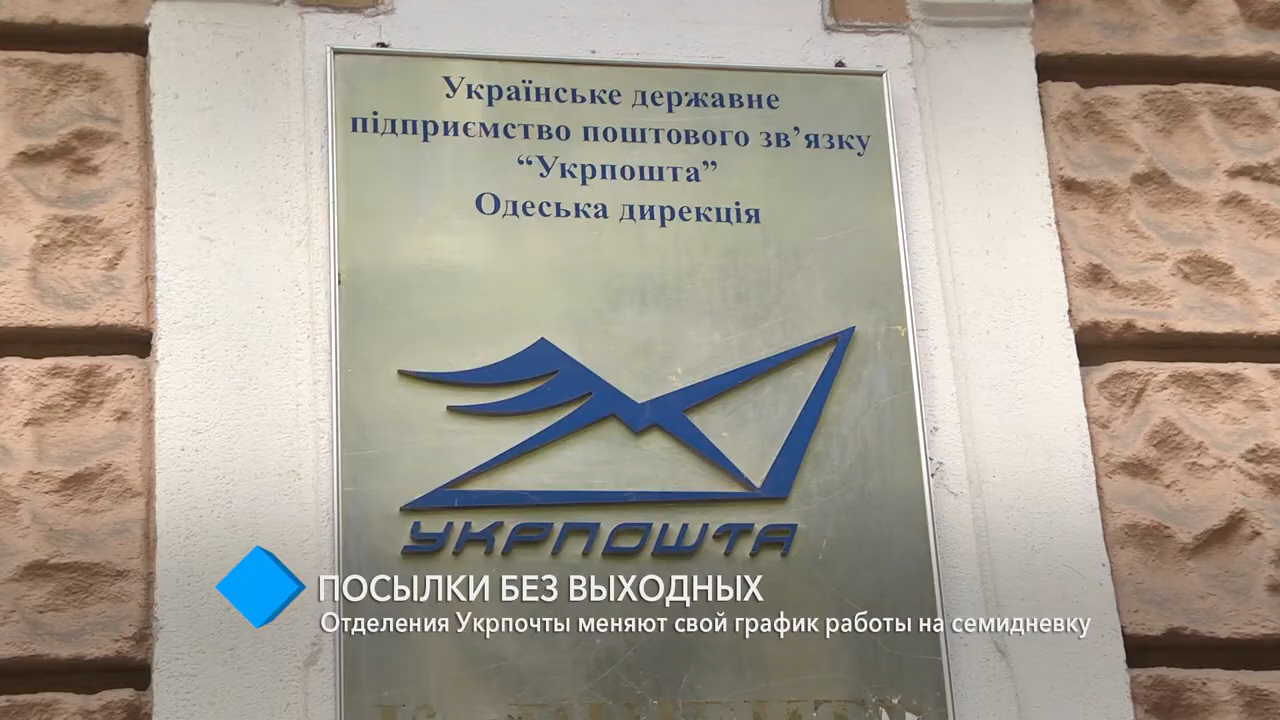 Українське державне
підприємство поштового зв’язку
“Укрпошта”
Одеська дирекція
УКРПОШТА
ПОСЫЛКИ БЕЗ ВЫХОДНЫХ
Отделения Укрпочты меняют свой график работы на семидневку